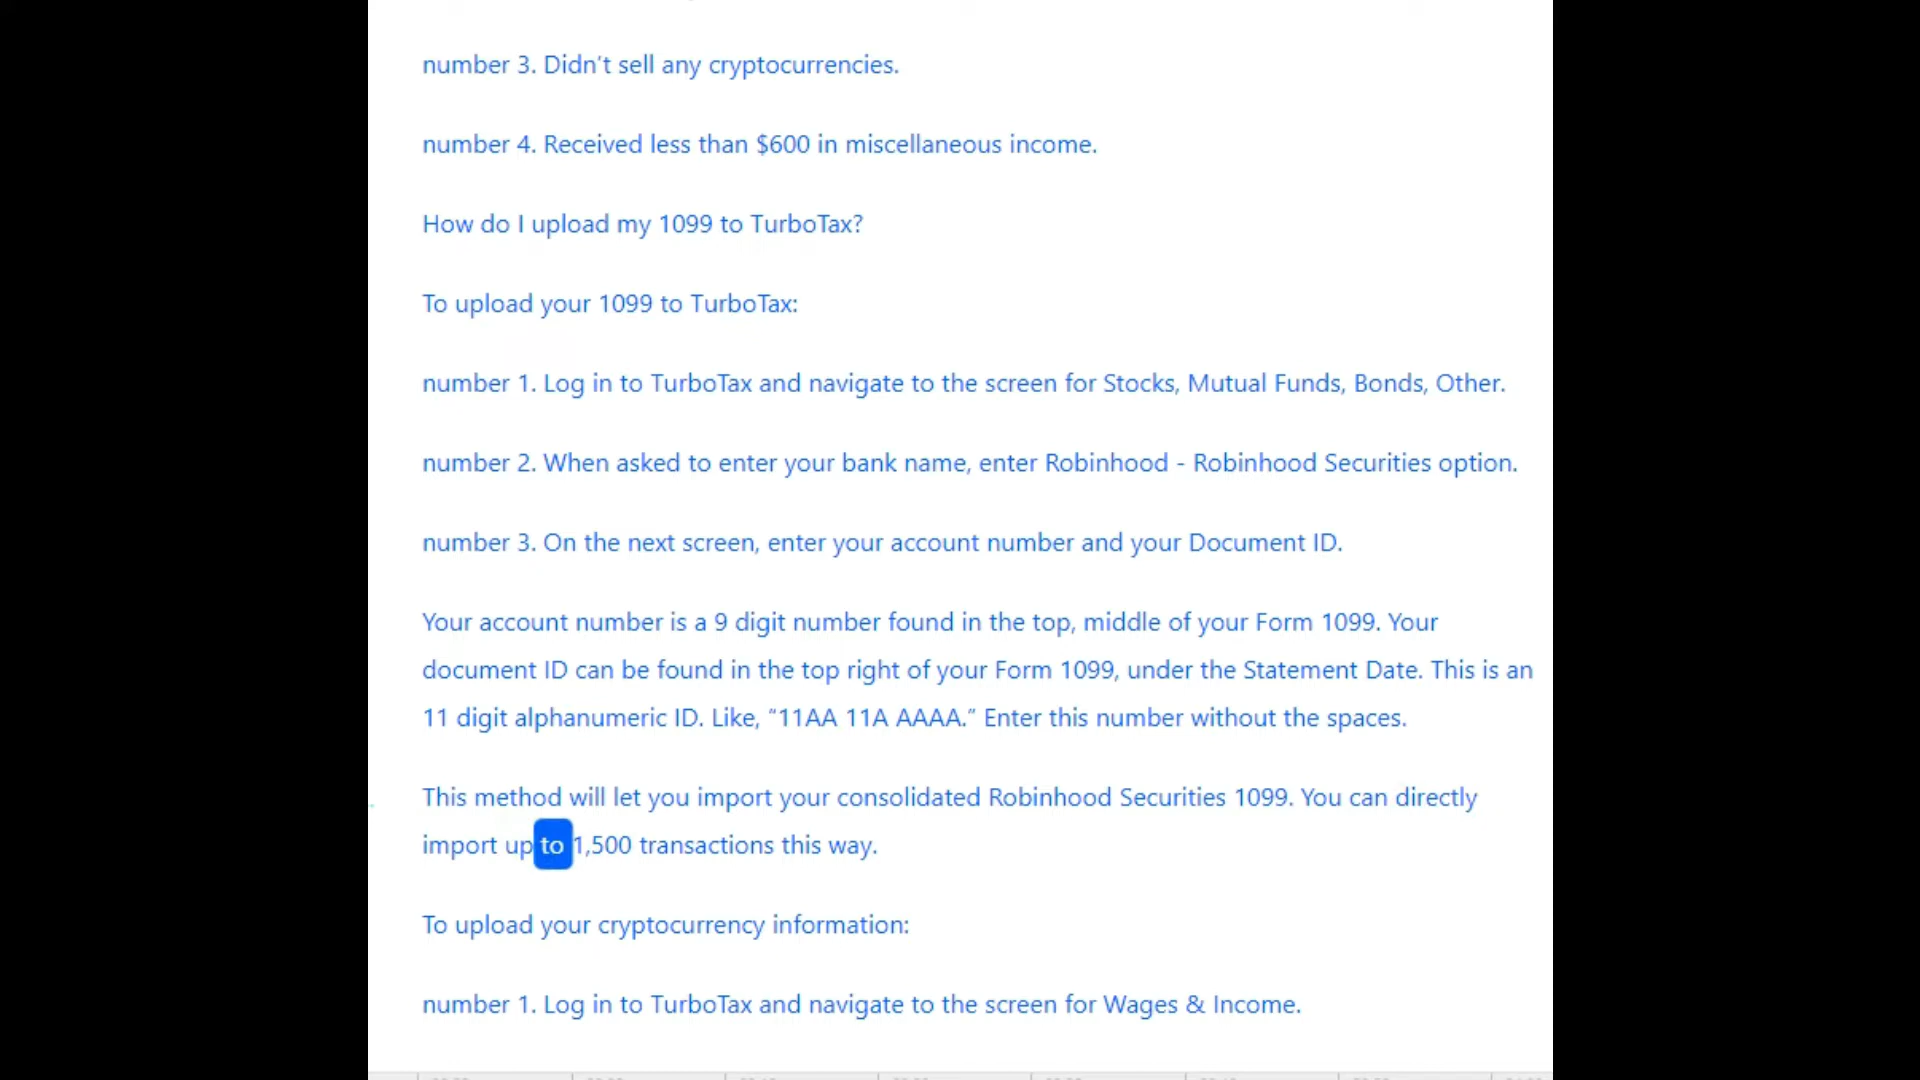 number 3. Didn't sell any cryptocurrencies.
number 4. Received less than $600 in miscellaneous income.
How do I upload my 1099 to TurboTax?
To upload your 1099 to TurboTax:
number 1. Log in to TurboTax and navigate to the screen for Stocks, Mutual Funds, Bonds, Other.
number 2. When asked to enter your bank name, enter Robinhood - Robinhood Securities option.
number 3. On the next screen, enter your account number and your Document ID.
Your account number is a 9 digit number found in the top, middle of your Form 1099. Your
document ID can be found in the top right of your Form 1099, under the Statement Date. This is an
11 digit alphanumeric ID. Like, “11AA 11A AAAA.” Enter this number without the spaces.
This method will let you import your consolidated Robinhood Securities 1099. You can directly
import up to 1,500 transactions this way.
To upload your cryptocurrency information:
number 1. Log in to TurboTax and navigate to the screen for Wages & Income.